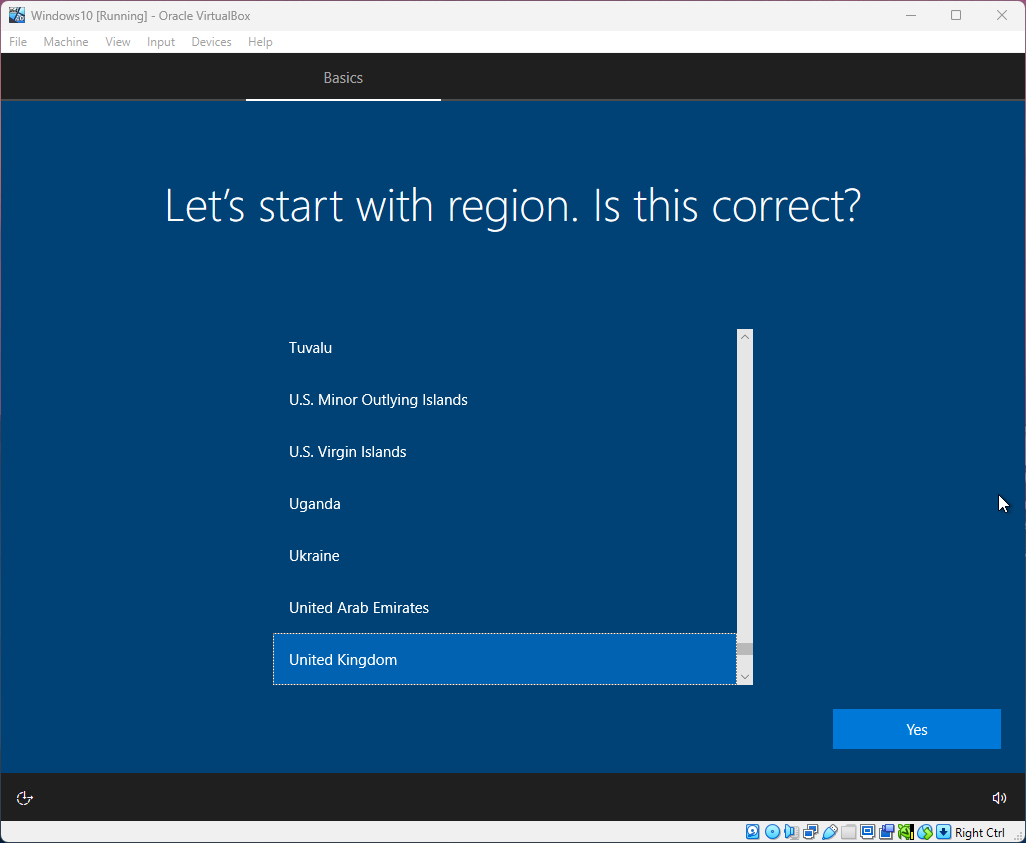 Windows10 [Running] - Oracle VirtualBox
File Machine View Input Devices Help
Basics
Let’s start with region. Is this correct?
Tuvalu
U.S. Minor Outlying Islands
U.S. Virgin Islands
Uganda
Ukraine
United Arab Emirates
United Kingdom
Yes
Right Ctrl